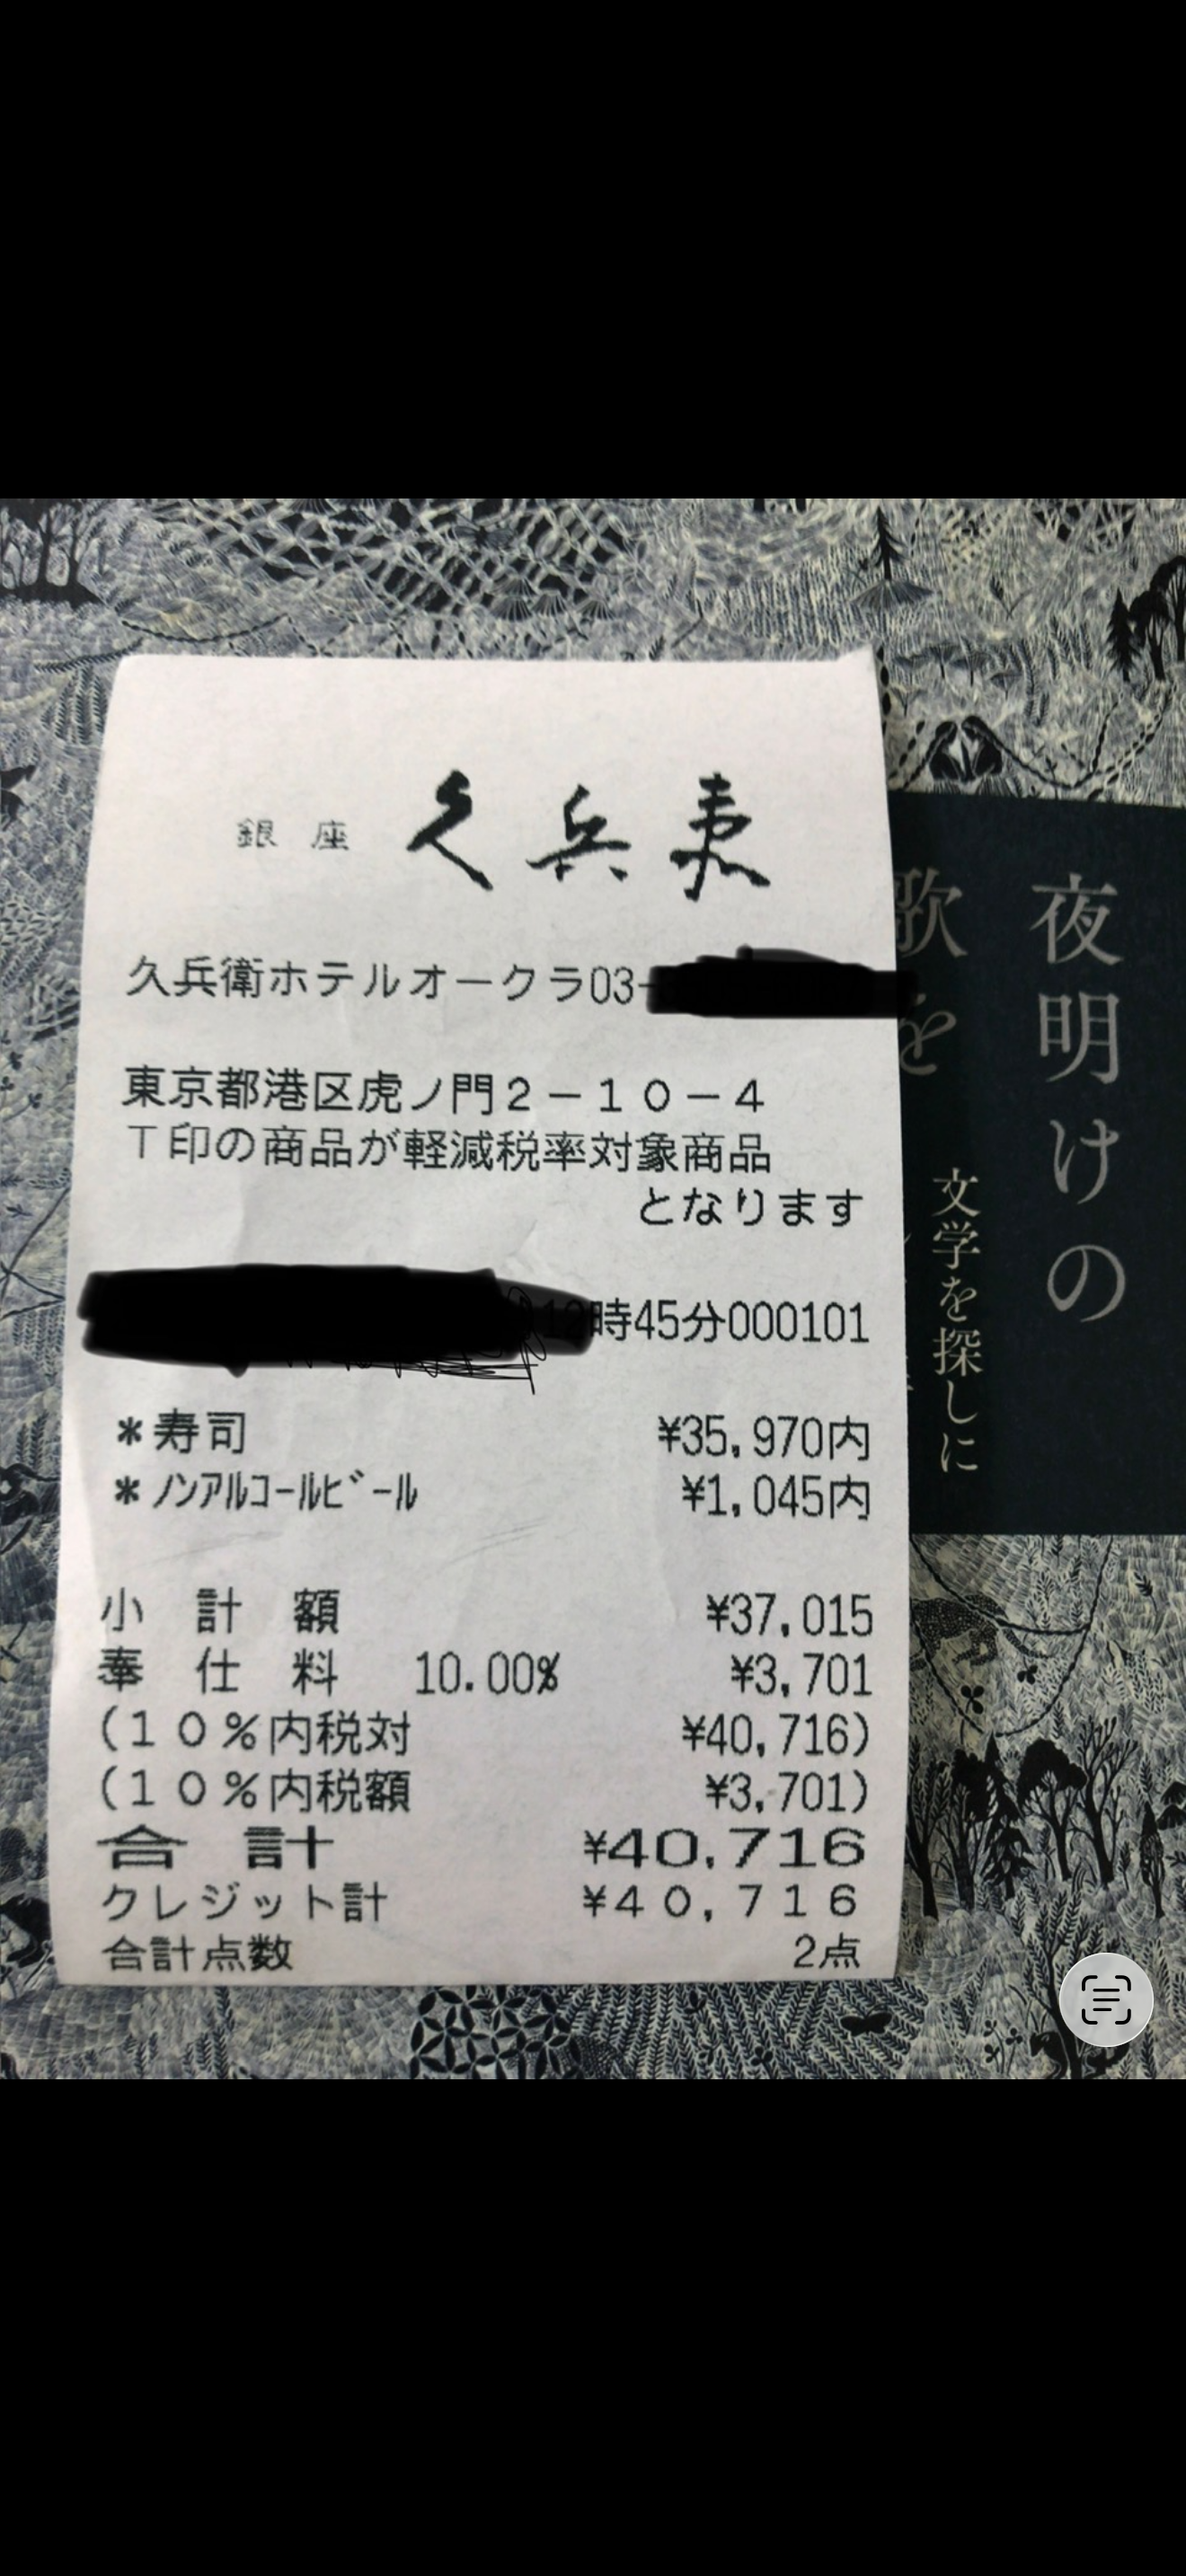 銀座 久兵衛
久兵衛ホテルオークラ03-
東京都港区虎ノ門2-10-4
T印の商品が軽減税率対象商品
となります
12時45分000101
*寿司 ¥35,970内
*ノンアルコールビール ¥1,045内
小計額 ¥37,015
奉仕料 10.00% ¥3,701
(10%内税対 ¥40,716)
(10%内税額 ¥3,701)
合計 ¥40,716
クレジット計 ¥40,716
合計点数 2点
夜明けの
歌を
文学を探しに